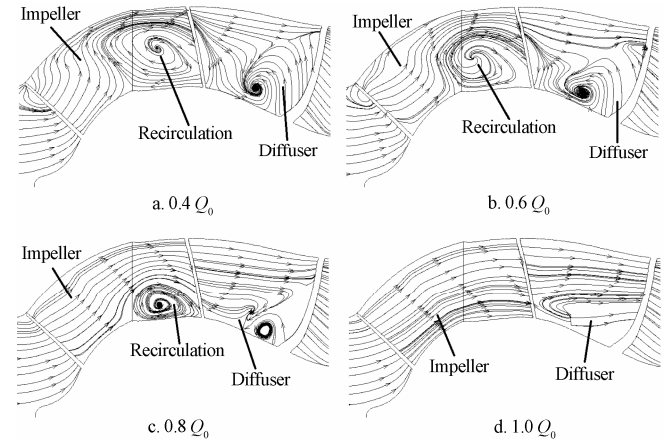 Impeller
Recirculation
Diffuser
a. 0.4 Q₀
Impeller
Recirculation
Diffuser
b. 0.6 Q₀
Impeller
Recirculation
Diffuser
c. 0.8 Q₀
Impeller
Diffuser
d. 1.0 Q₀